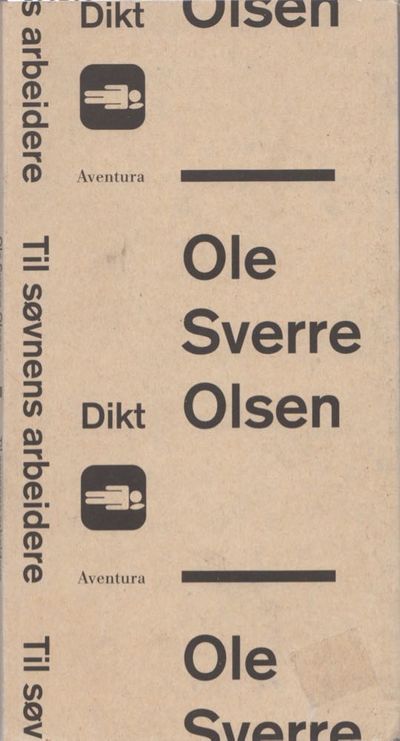 s arbeidere
Dikt
Olsen
Aventura
Til søvnens arbeidere
Ole
Sverre
Olsen
Dikt
Aventura
Til søv
Ole
Sverre